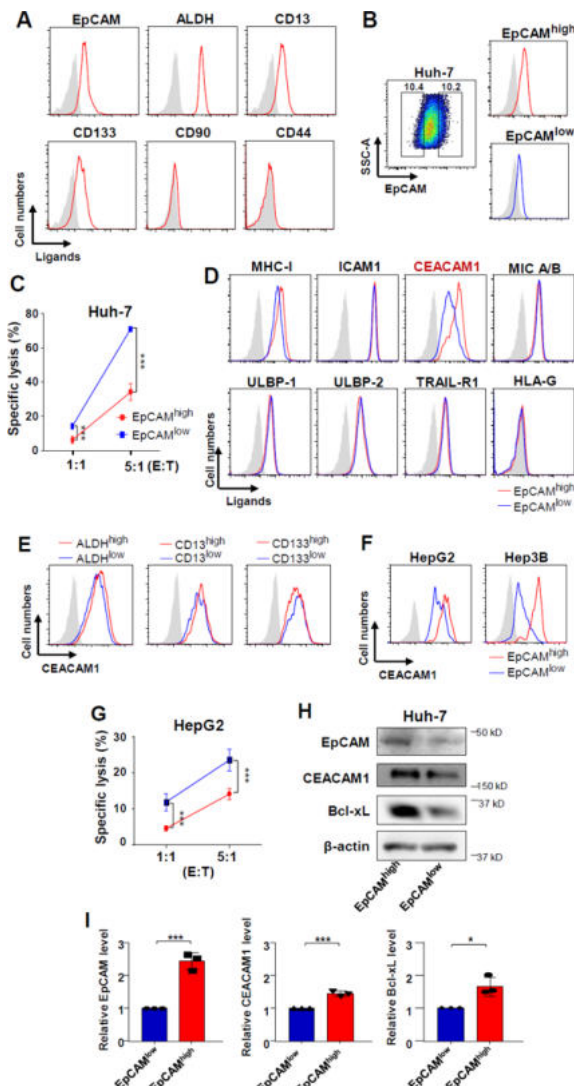 A
EpCAM
ALDH
CD13
CD133
CD90
CD44
Cell numbers
Ligands
B
Huh-7
10.4
10.2
SSC-A
EpCAM
EpCAMhigh
EpCAMlow
C
Huh-7
Specific lysis (%)
80
60
40
20
0
***
***
EpCAMhigh
EpCAMlow
1:1
5:1 (E:T)
D
MHC-I
ICAM1
CEACAM1
MIC A/B
ULBP-1
ULBP-2
TRAIL-R1
HLA-G
Cell numbers
Ligands
EpCAMhigh
EpCAMlow
E
ALDHhigh
ALDHlow
CD13high
CD13low
CD133high
CD133low
Cell numbers
CEACAM1
F
HepG2
Hep3B
Cell numbers
CEACAM1
EpCAMhigh
EpCAMlow
G
HepG2
Specific lysis (%)
30
20
10
0
***
***
1:1
5:1
(E:T)
H
Huh-7
EpCAM
50 kD
CEACAM1
150 kD
Bcl-xL
37 kD
β-actin
37 kD
EpCAMhigh
EpCAMlow
I
Relative EpCAM level
3
2
1
0
***
EpCAMlow
EpCAMhigh
Relative CEACAM1 level
3
2
1
0
***
EpCAMlow
EpCAMhigh
Relative Bcl-xL level
3
2
1
0
*
EpCAMlow
EpCAMhigh